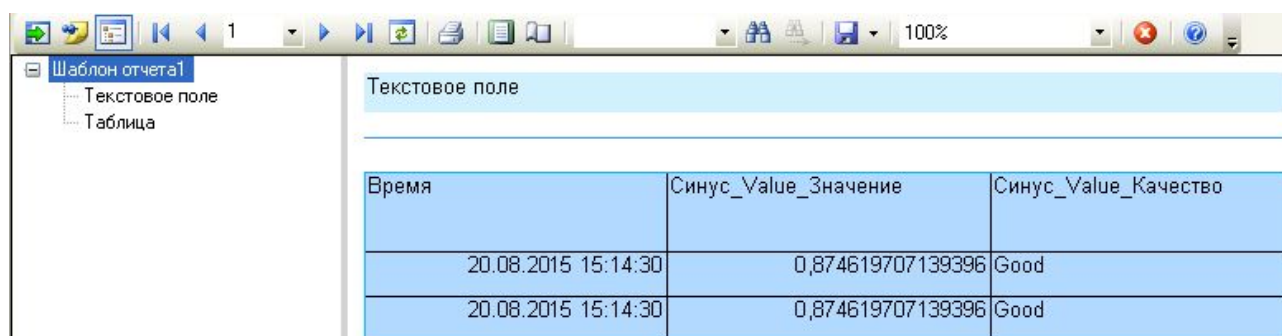 1 100%
Шаблон отчета1
Текстовое поле
Таблица
Текстовое поле
Время Синус_Value_Значение Синус_Value_Качество
20.08.2015 15:14:30 0,874619707139396 Good
20.08.2015 15:14:30 0,874619707139396 Good